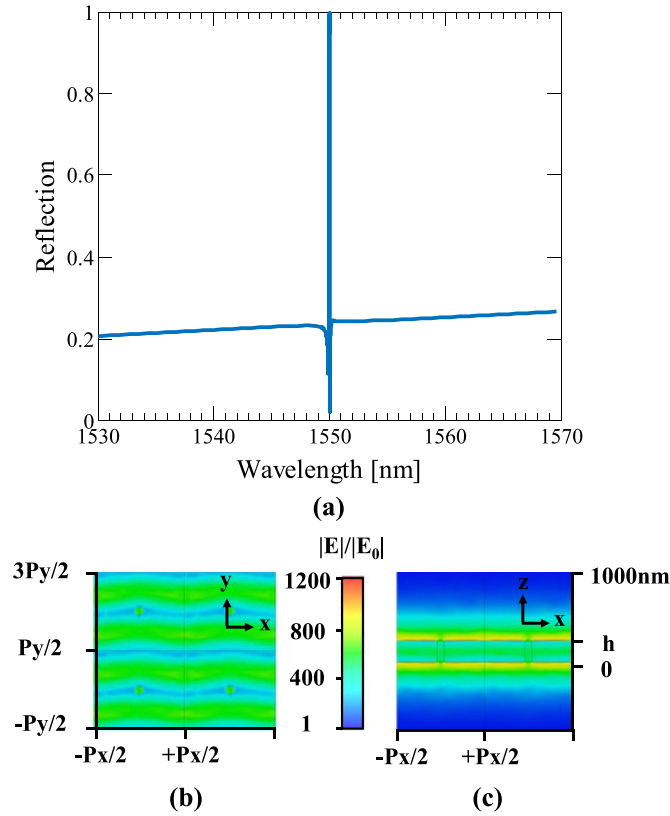 1
0.8
0.6
0.4
0.2
0
Reflection
1530 1540 1550 1560 1570
Wavelength [nm]
(a)
|E|/|E0|
3Py/2
Py/2
-Py/2
y
x
-Px/2 +Px/2
(b)
1200
800
400
1
z
x
1000nm
h
0
-Px/2 +Px/2
(c)